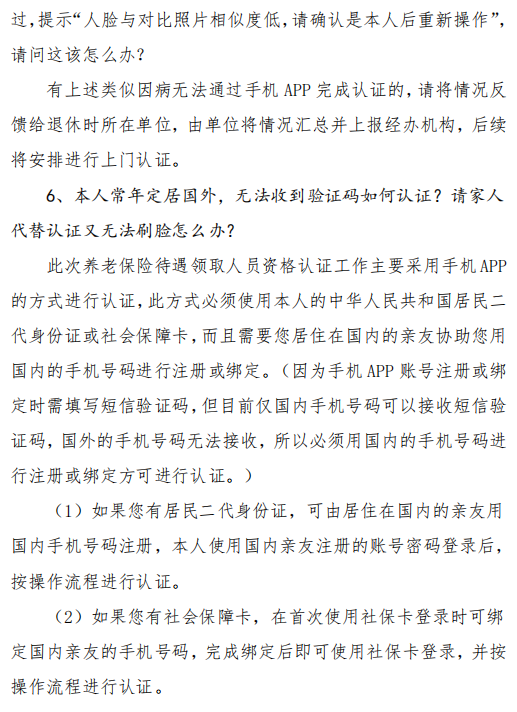 过，提示“人脸与对比照片相似度低，请确认是本人后重新操作”，
请问这该怎么办？
有上述类似因病无法通过手机 APP 完成认证的，请将情况反
馈给退休时所在单位，由单位将情况汇总并上报经办机构，后续
将安排进行上门认证。
6、本人常年定居国外，无法收到验证码如何认证？请家人
代替认证又无法刷脸怎么办？
此次养老保险待遇领取人员资格认证工作主要采用手机 APP
的方式进行认证，此方式必须使用本人的中华人民共和国居民二
代身份证或社会保障卡，而且需要您居住在国内的亲友协助您用
国内的手机号码进行注册或绑定。（因为手机 APP 账号注册或绑
定时需填写短信验证码，但目前仅国内手机号码可以接收短信验
证码，国外的手机号码无法接收，所以必须用国内的手机号码进
行注册或绑定方可进行认证。）
（1）如果您有居民二代身份证，可由居住在国内的亲友用
国内手机号码注册，本人使用国内亲友注册的账号密码登录后，
按操作流程进行认证。
（2）如果您有社会保障卡，在首次使用社保卡登录时可绑
定国内亲友的手机号码，完成绑定后即可使用社保卡登录，并按
操作流程进行认证。